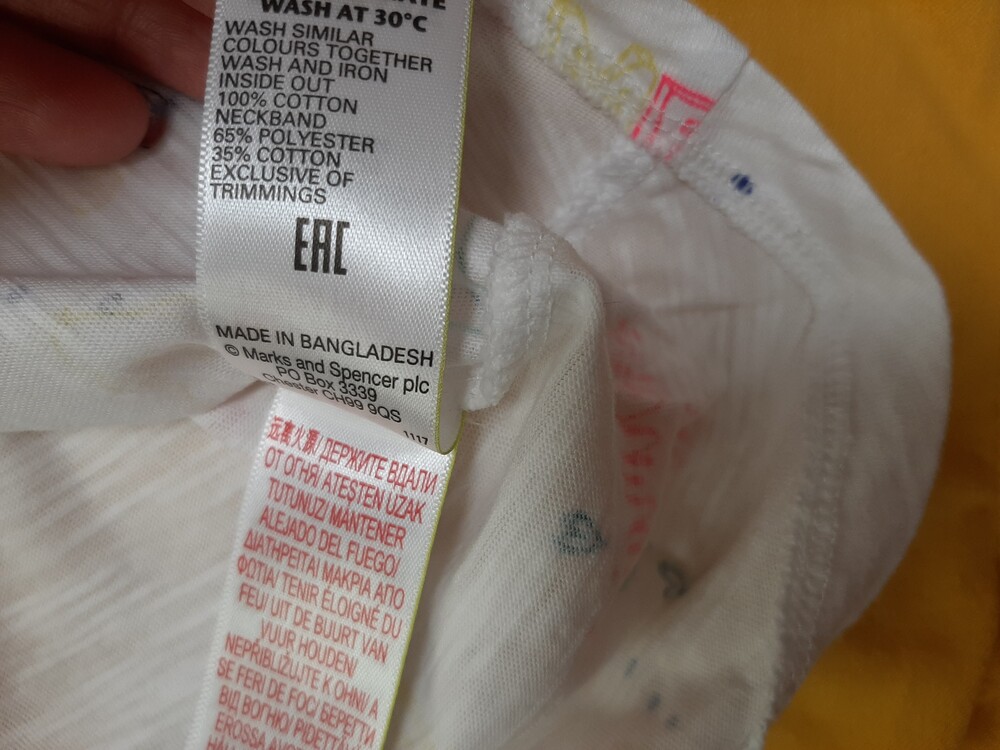 WASH AT 30°C
WASH SIMILAR
COLOURS TOGETHER
WASH AND IRON
INSIDE OUT
100% COTTON
NECKBAND
65% POLYESTER
35% COTTON
EXCLUSIVE OF
TRIMMINGS
EAC
MADE IN BANGLADESH
© Marks and Spencer plc
PO Box 3339
Chester CH99 9QS
1117
远离火源/ ДЕРЖИТЕ ВДАЛИ
ОТ ОГНЯ/ ATEŞTEN UZAK
TUTUNUZ/ MANTENER
ALEJADO DEL FUEGO/
ΔΙΑΤΗΡΕΙΤΑΙ ΜΑΚΡΙΑ ΑΠΟ
ΦΩΤΙΑ/ TENIR ÉLOIGNÉ DU
FEU/ UIT DE BUURT VAN
VUUR HOUDEN/
NEPŘIBLIŽUJTE K OHNI/ A
SE FERI DE FOC/ БЕРЕГТИ
ВІД ВОГНЮ/